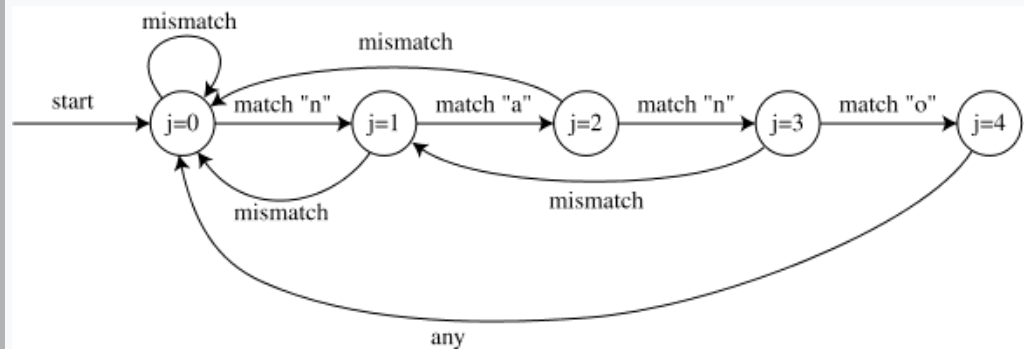 mismatch
mismatch
start
match "n"
match "a"
match "n"
match "o"
j=0
j=1
j=2
j=3
j=4
mismatch
mismatch
any